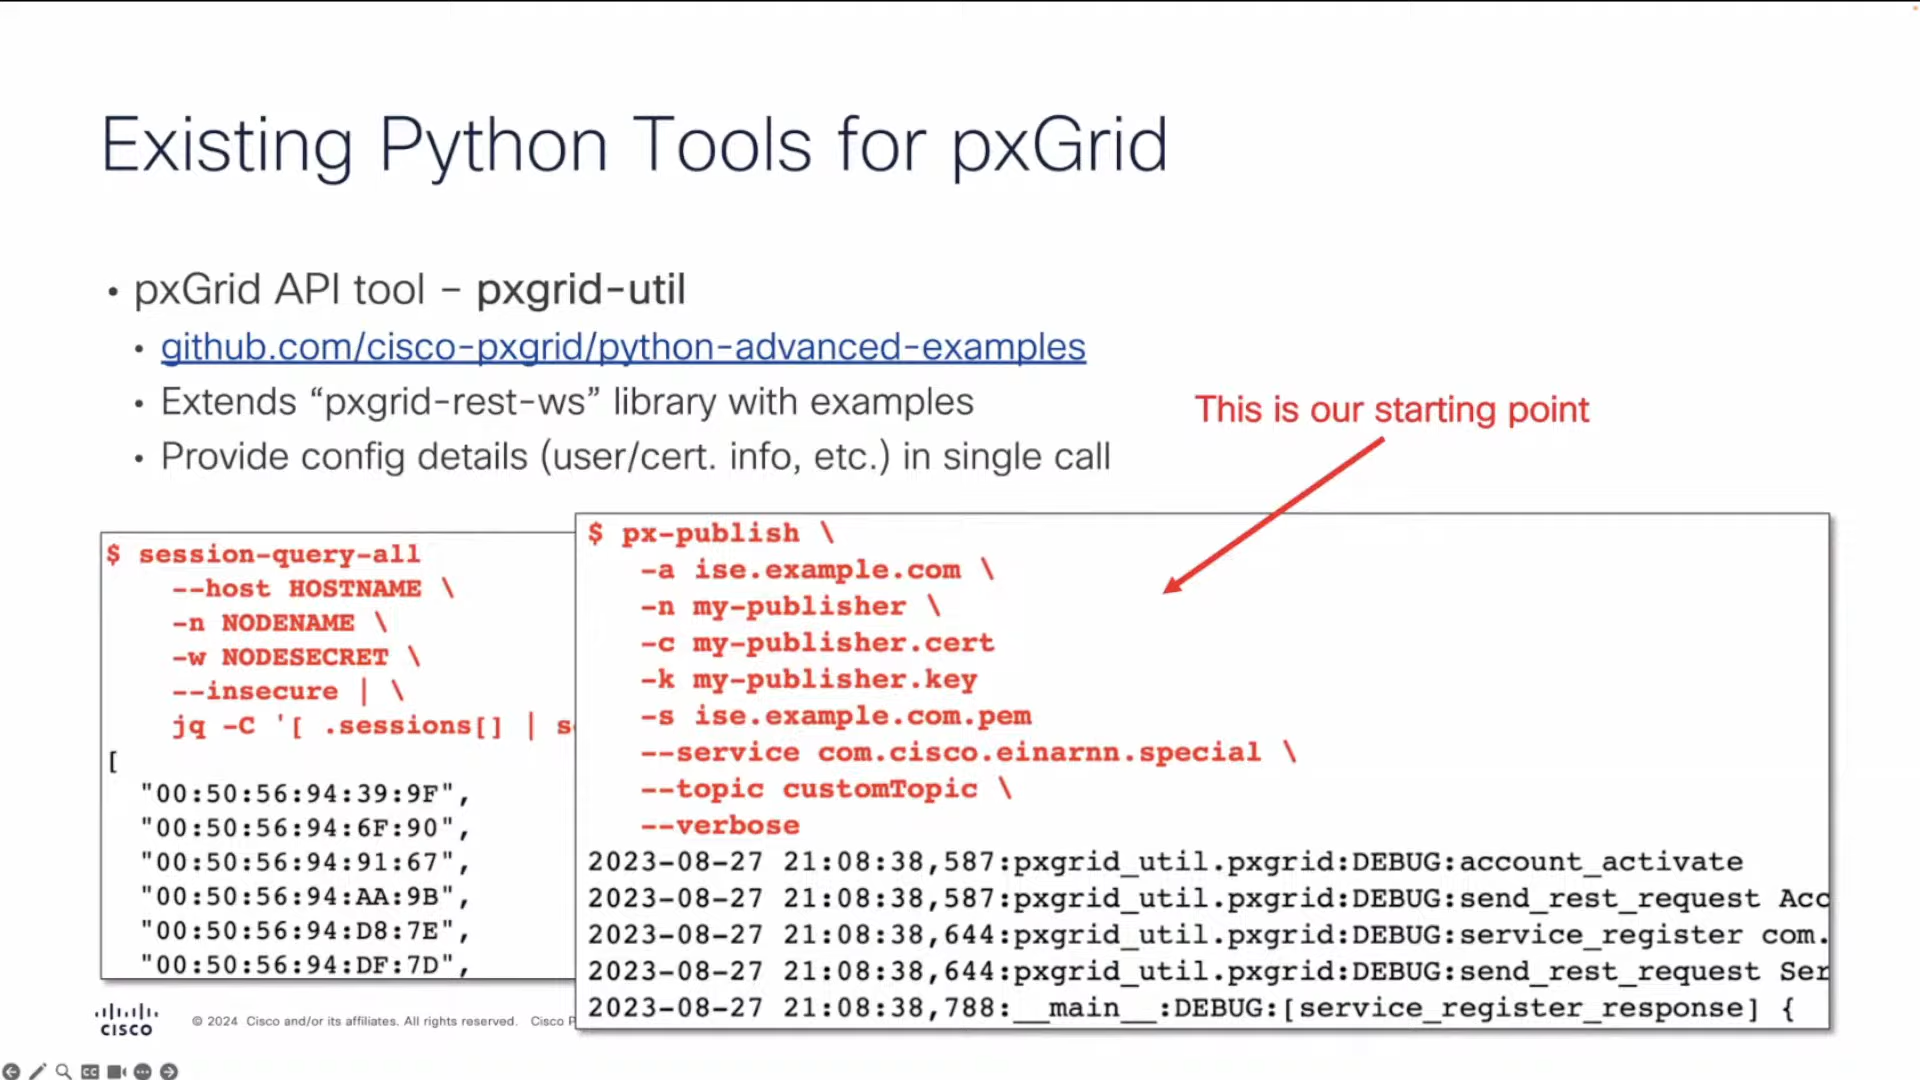 Existing Python Tools for pxGrid
• pxGrid API tool – pxgrid-util
• github.com/cisco-pxgrid/python-advanced-examples
• Extends “pxgrid-rest-ws” library with examples
• Provide config details (user/cert. info, etc.) in single call
This is our starting point
$ session-query-all
--host HOSTNAME \
-n NODENAME \
-w NODESECRET \
--insecure | \
jq -C '[ .sessions[] | s
[
"00:50:56:94:39:9F",
"00:50:56:94:6F:90",
"00:50:56:94:91:67",
"00:50:56:94:AA:9B",
"00:50:56:94:D8:7E",
"00:50:56:94:DF:7D",
$ px-publish \
-a ise.example.com \
-n my-publisher \
-c my-publisher.cert
-k my-publisher.key
-s ise.example.com.pem
--service com.cisco.einarnn.special \
--topic customTopic \
--verbose
2023-08-27 21:08:38,587:pxgrid_util.pxgrid:DEBUG:account_activate
2023-08-27 21:08:38,587:pxgrid_util.pxgrid:DEBUG:send_rest_request Acc
2023-08-27 21:08:38,644:pxgrid_util.pxgrid:DEBUG:service_register com.
2023-08-27 21:08:38,644:pxgrid_util.pxgrid:DEBUG:send_rest_request Ser
2023-08-27 21:08:38,788:__main__:DEBUG:[service_register_response] {
CISCO
© 2024 Cisco and/or its affiliates. All rights reserved. Cisco P
CC